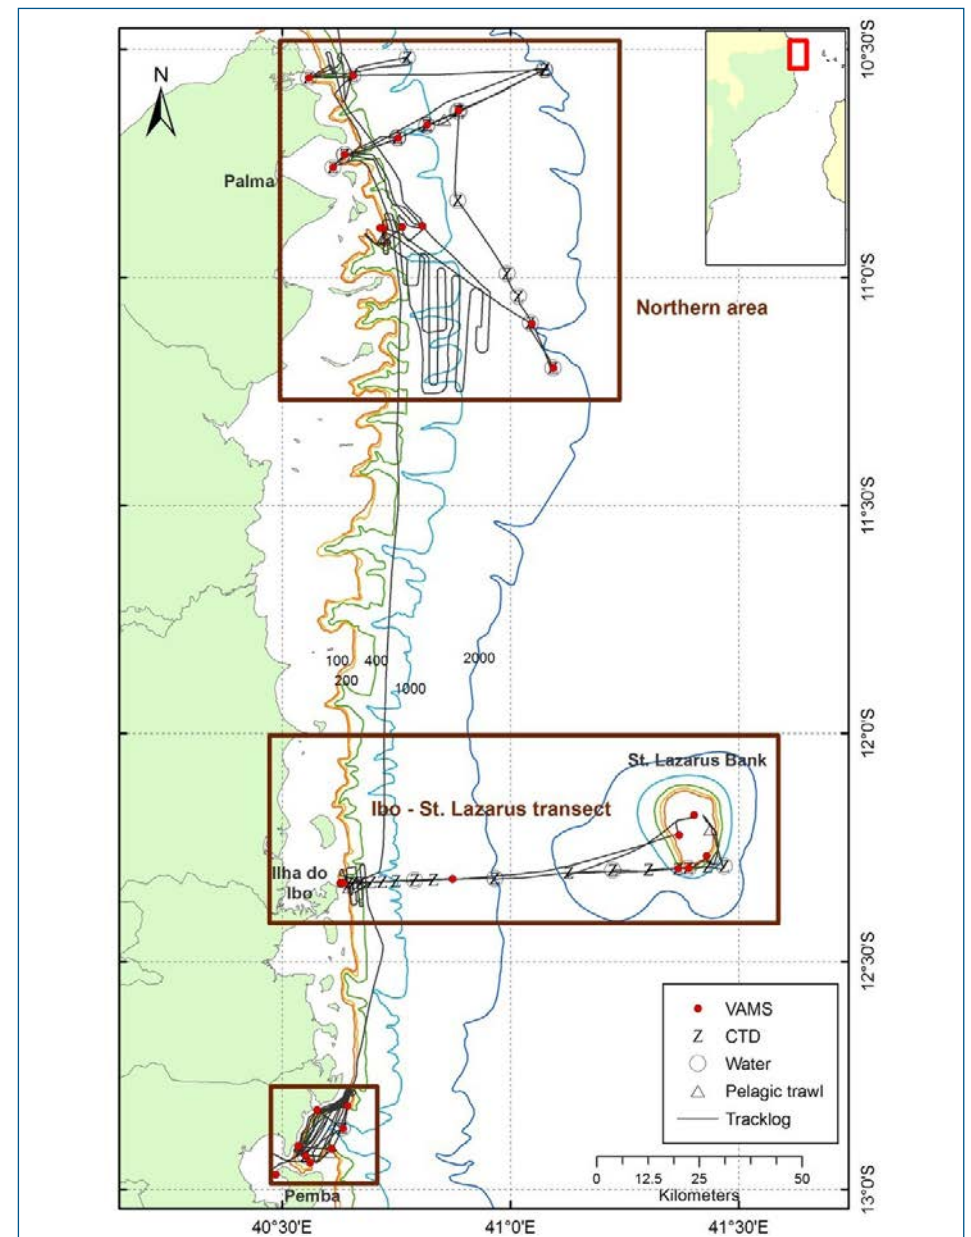 10°30'S
N
Palma
11°0'S
Northern area
11°30'S
100 400 2000
200 1000
12°0'S
St. Lazarus Bank
Ibo - St. Lazarus transect
Ilha do
Ibo
12°30'S
VAMS
Z CTD
Water
Pelagic trawl
Tracklog
0 12.5 25 50
Kilometers
Pemba
13°0'S
40°30'E 41°0'E 41°30'E